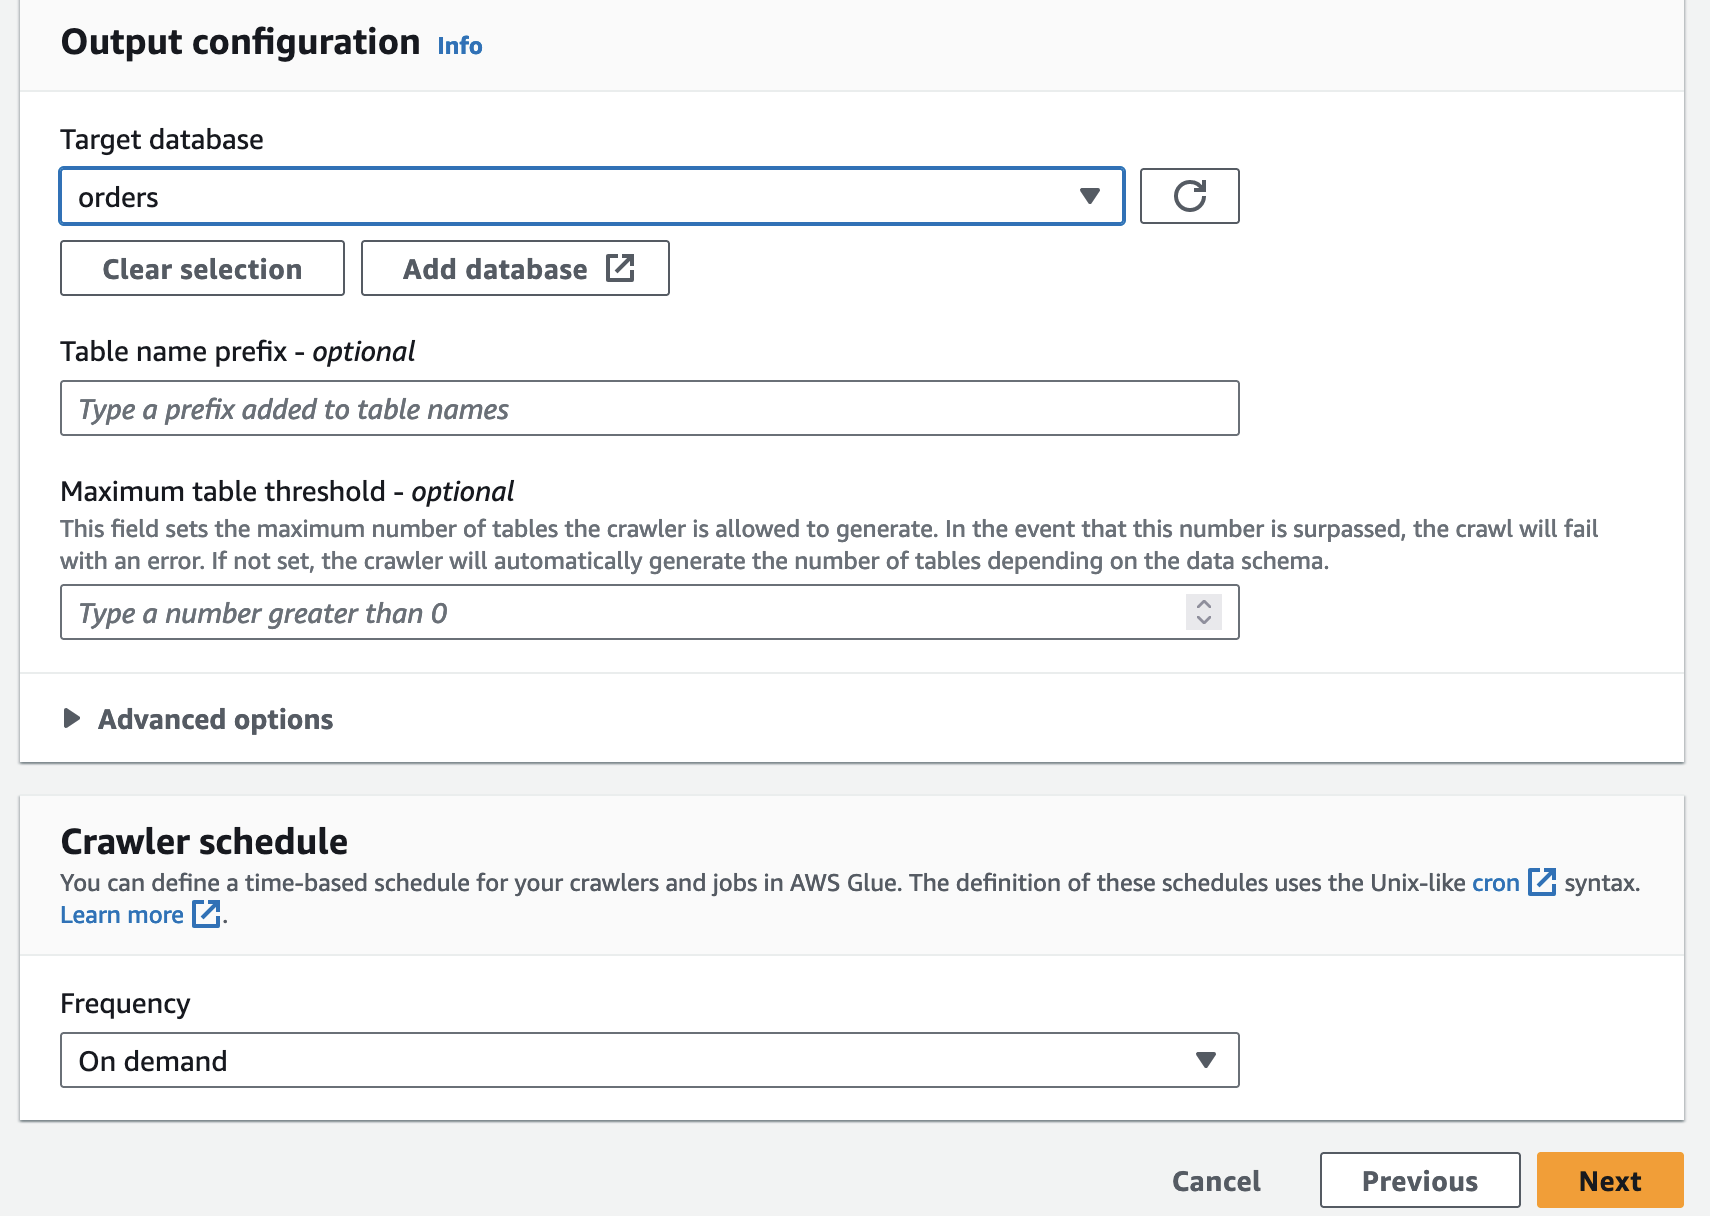 Output configuration Info
Target database
orders
Clear selection Add database
Table name prefix - optional
Type a prefix added to table names
Maximum table threshold - optional
This field sets the maximum number of tables the crawler is allowed to generate. In the event that this number is surpassed, the crawl will fail
with an error. If not set, the crawler will automatically generate the number of tables depending on the data schema.
Type a number greater than 0
Advanced options
Crawler schedule
You can define a time-based schedule for your crawlers and jobs in AWS Glue. The definition of these schedules uses the Unix-like cron syntax.
Learn more .
Frequency
On demand
Cancel Previous Next